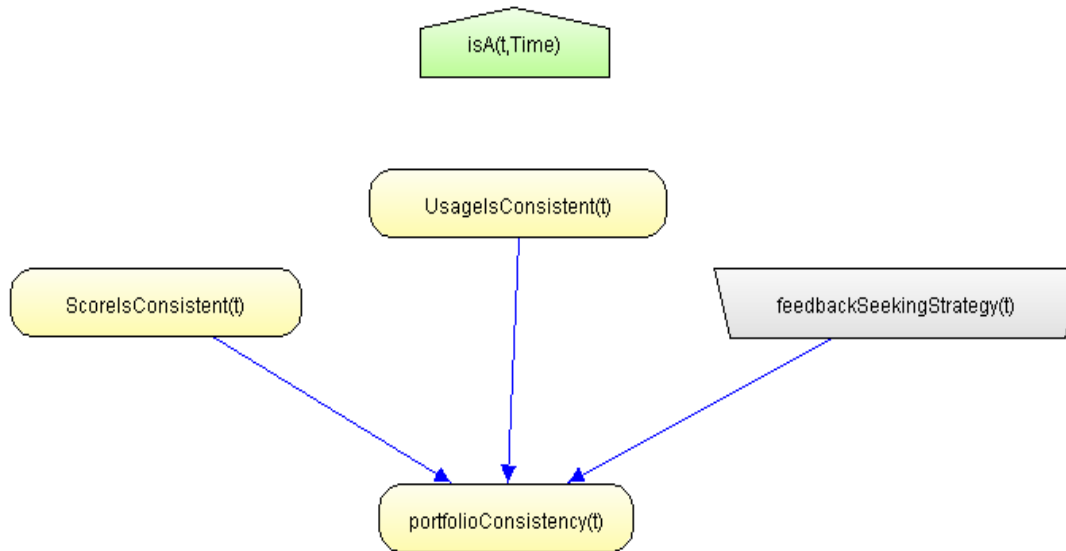 isA(t,Time)
UsageIsConsistent(t)
ScoreIsConsistent(t)
feedbackSeekingStrategy(t)
portfolioConsistency(t)